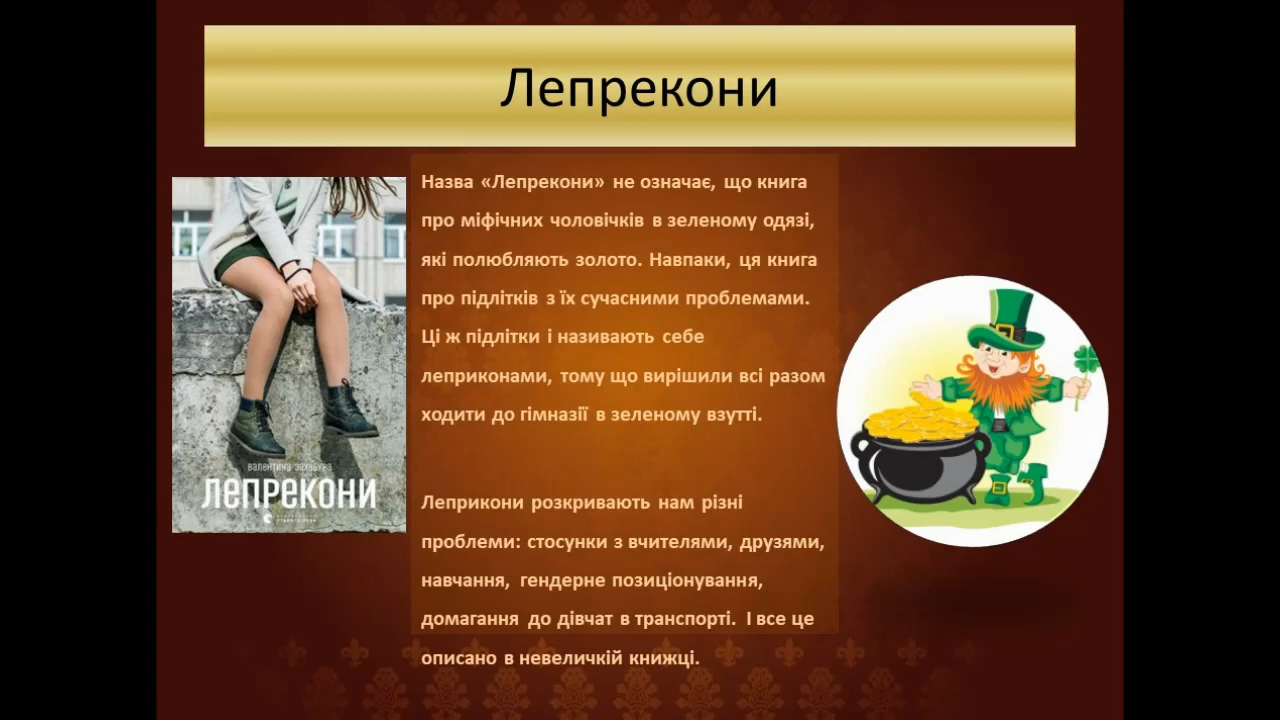 Лепрекони
Назва «Лепрекони» не означає, що книга
про міфічних чоловічків в зеленому одязі,
які полюбляють золото. Навпаки, ця книга
про підлітків з їх сучасними проблемами.
Ці ж підлітки і називають себе
леприконами, тому що вирішили всі разом
ходити до гімназії в зеленому взутті.
Леприкони розкривають нам різні
проблеми: стосунки з вчителями, друзями,
навчання, гендерне позиціонування,
домагання до дівчат в транспорті. І все це
описано в невеличкій книжці.
ВАЛЕНТИНА ЗАХАБУРА
ЛЕПРЕКОНИ